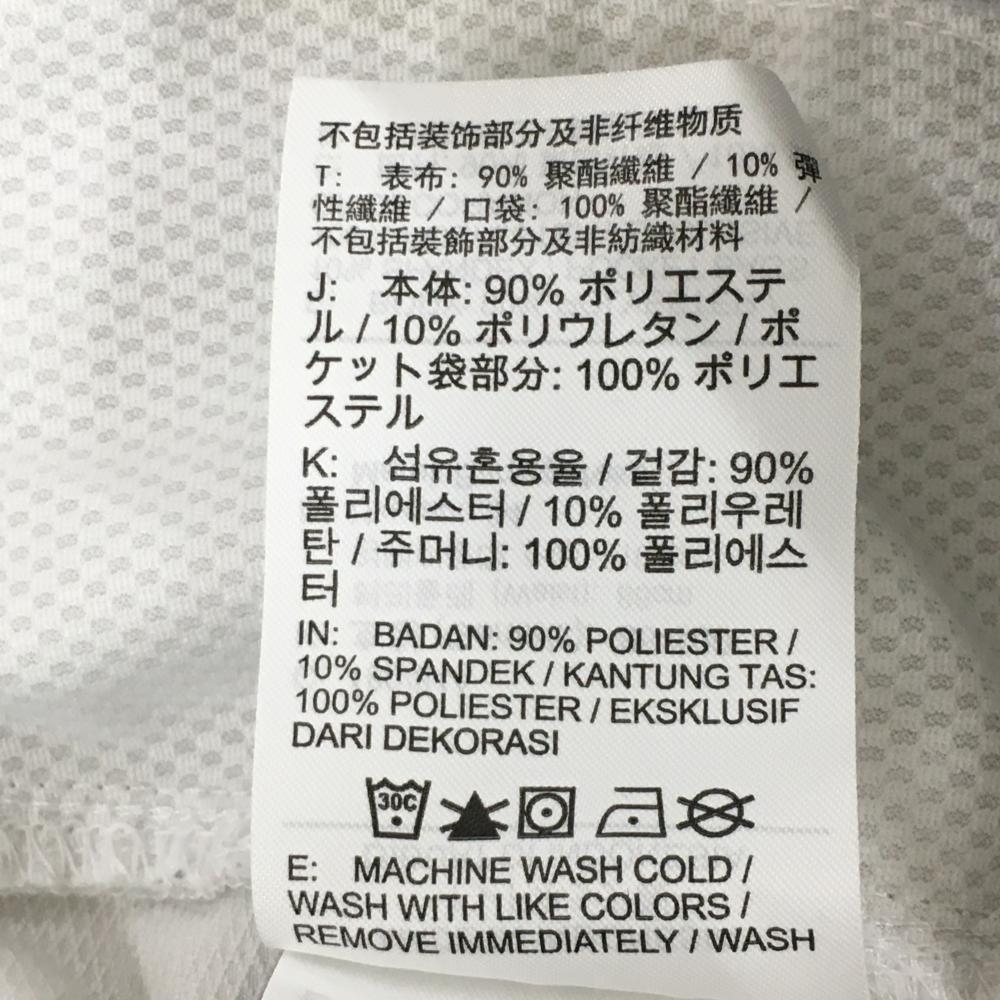 不包括装饰部分及非纤维物质
T: 表布: 90% 聚酯纖維 / 10% 彈
性纖維 / 口袋: 100% 聚酯纖維 /
不包括裝飾部分及非紡織材料
J: 本体: 90% ポリエステ
ル / 10% ポリウレタン / ポ
ケット袋部分: 100% ポリエ
ステル
K: 섬유혼용율 / 겉감: 90%
폴리에스터 / 10% 폴리우레
탄 / 주머니: 100% 폴리에스
터
IN: BADAN: 90% POLIESTER /
10% SPANDEK / KANTUNG TAS:
100% POLIESTER / EKSKLUSIF
DARI DEKORASI
30C
E: MACHINE WASH COLD /
WASH WITH LIKE COLORS /
REMOVE IMMEDIATELY / WASH